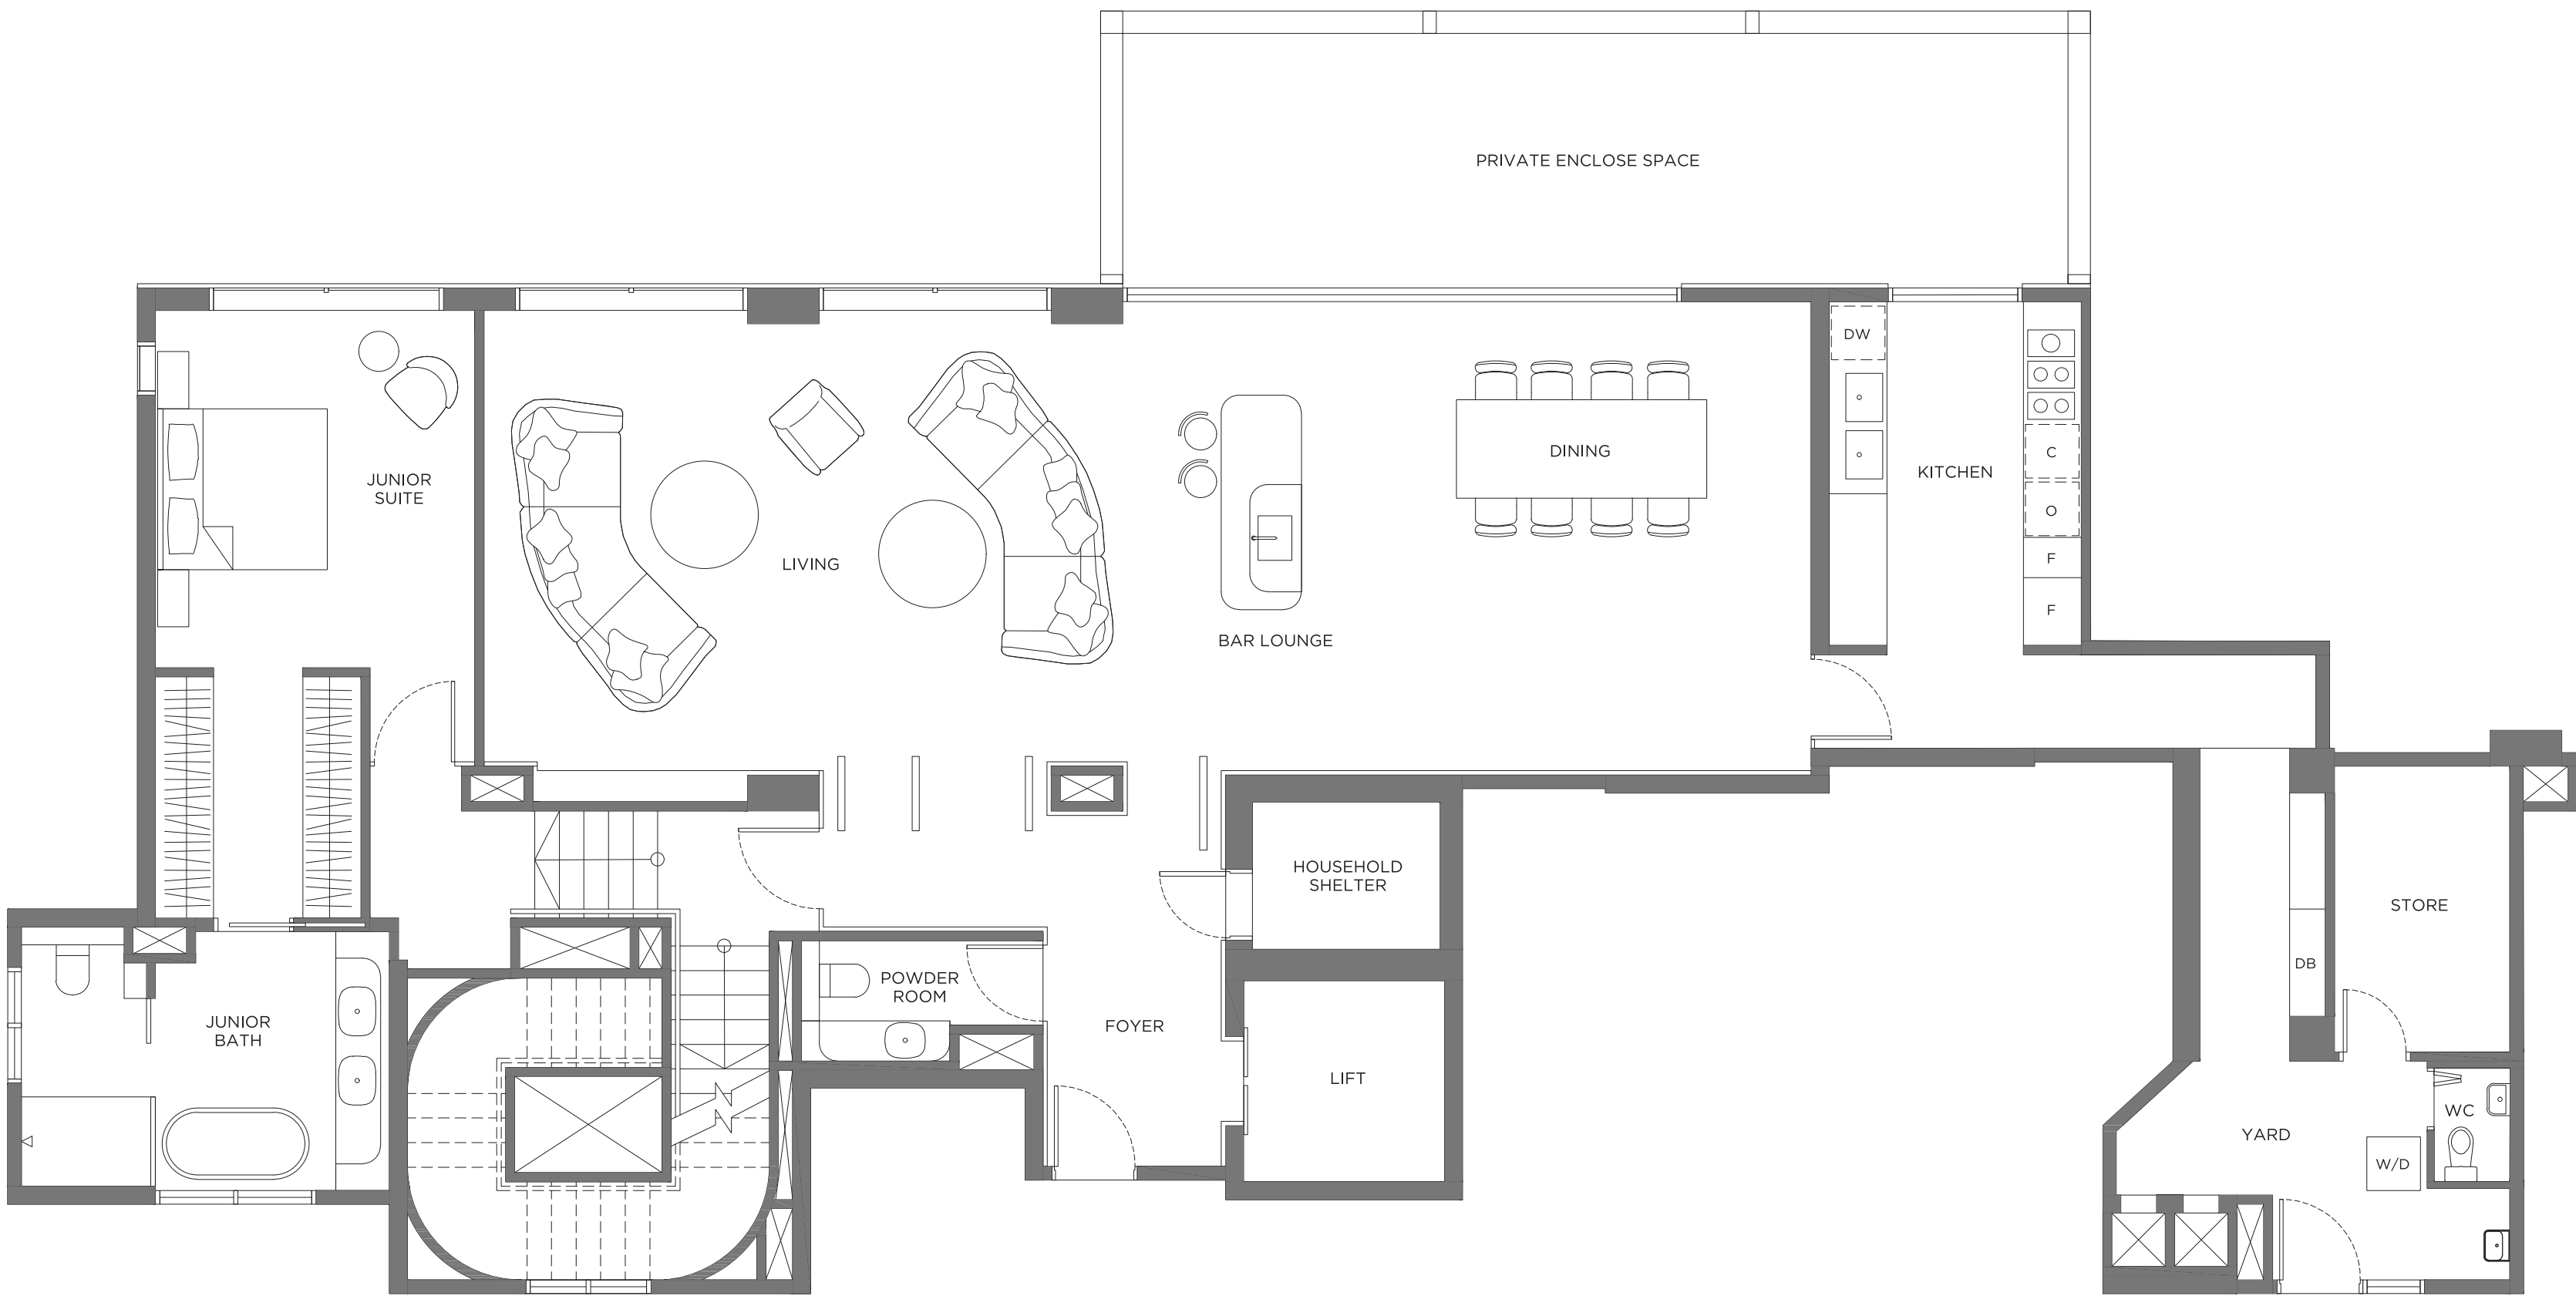 PRIVATE ENCLOSE SPACE
DW
JUNIOR
SUITE
LIVING
BAR LOUNGE
DINING
KITCHEN
C
O
F
F
HOUSEHOLD
SHELTER
STORE
DB
POWDER
ROOM
JUNIOR
BATH
FOYER
LIFT
WC
YARD
W/D